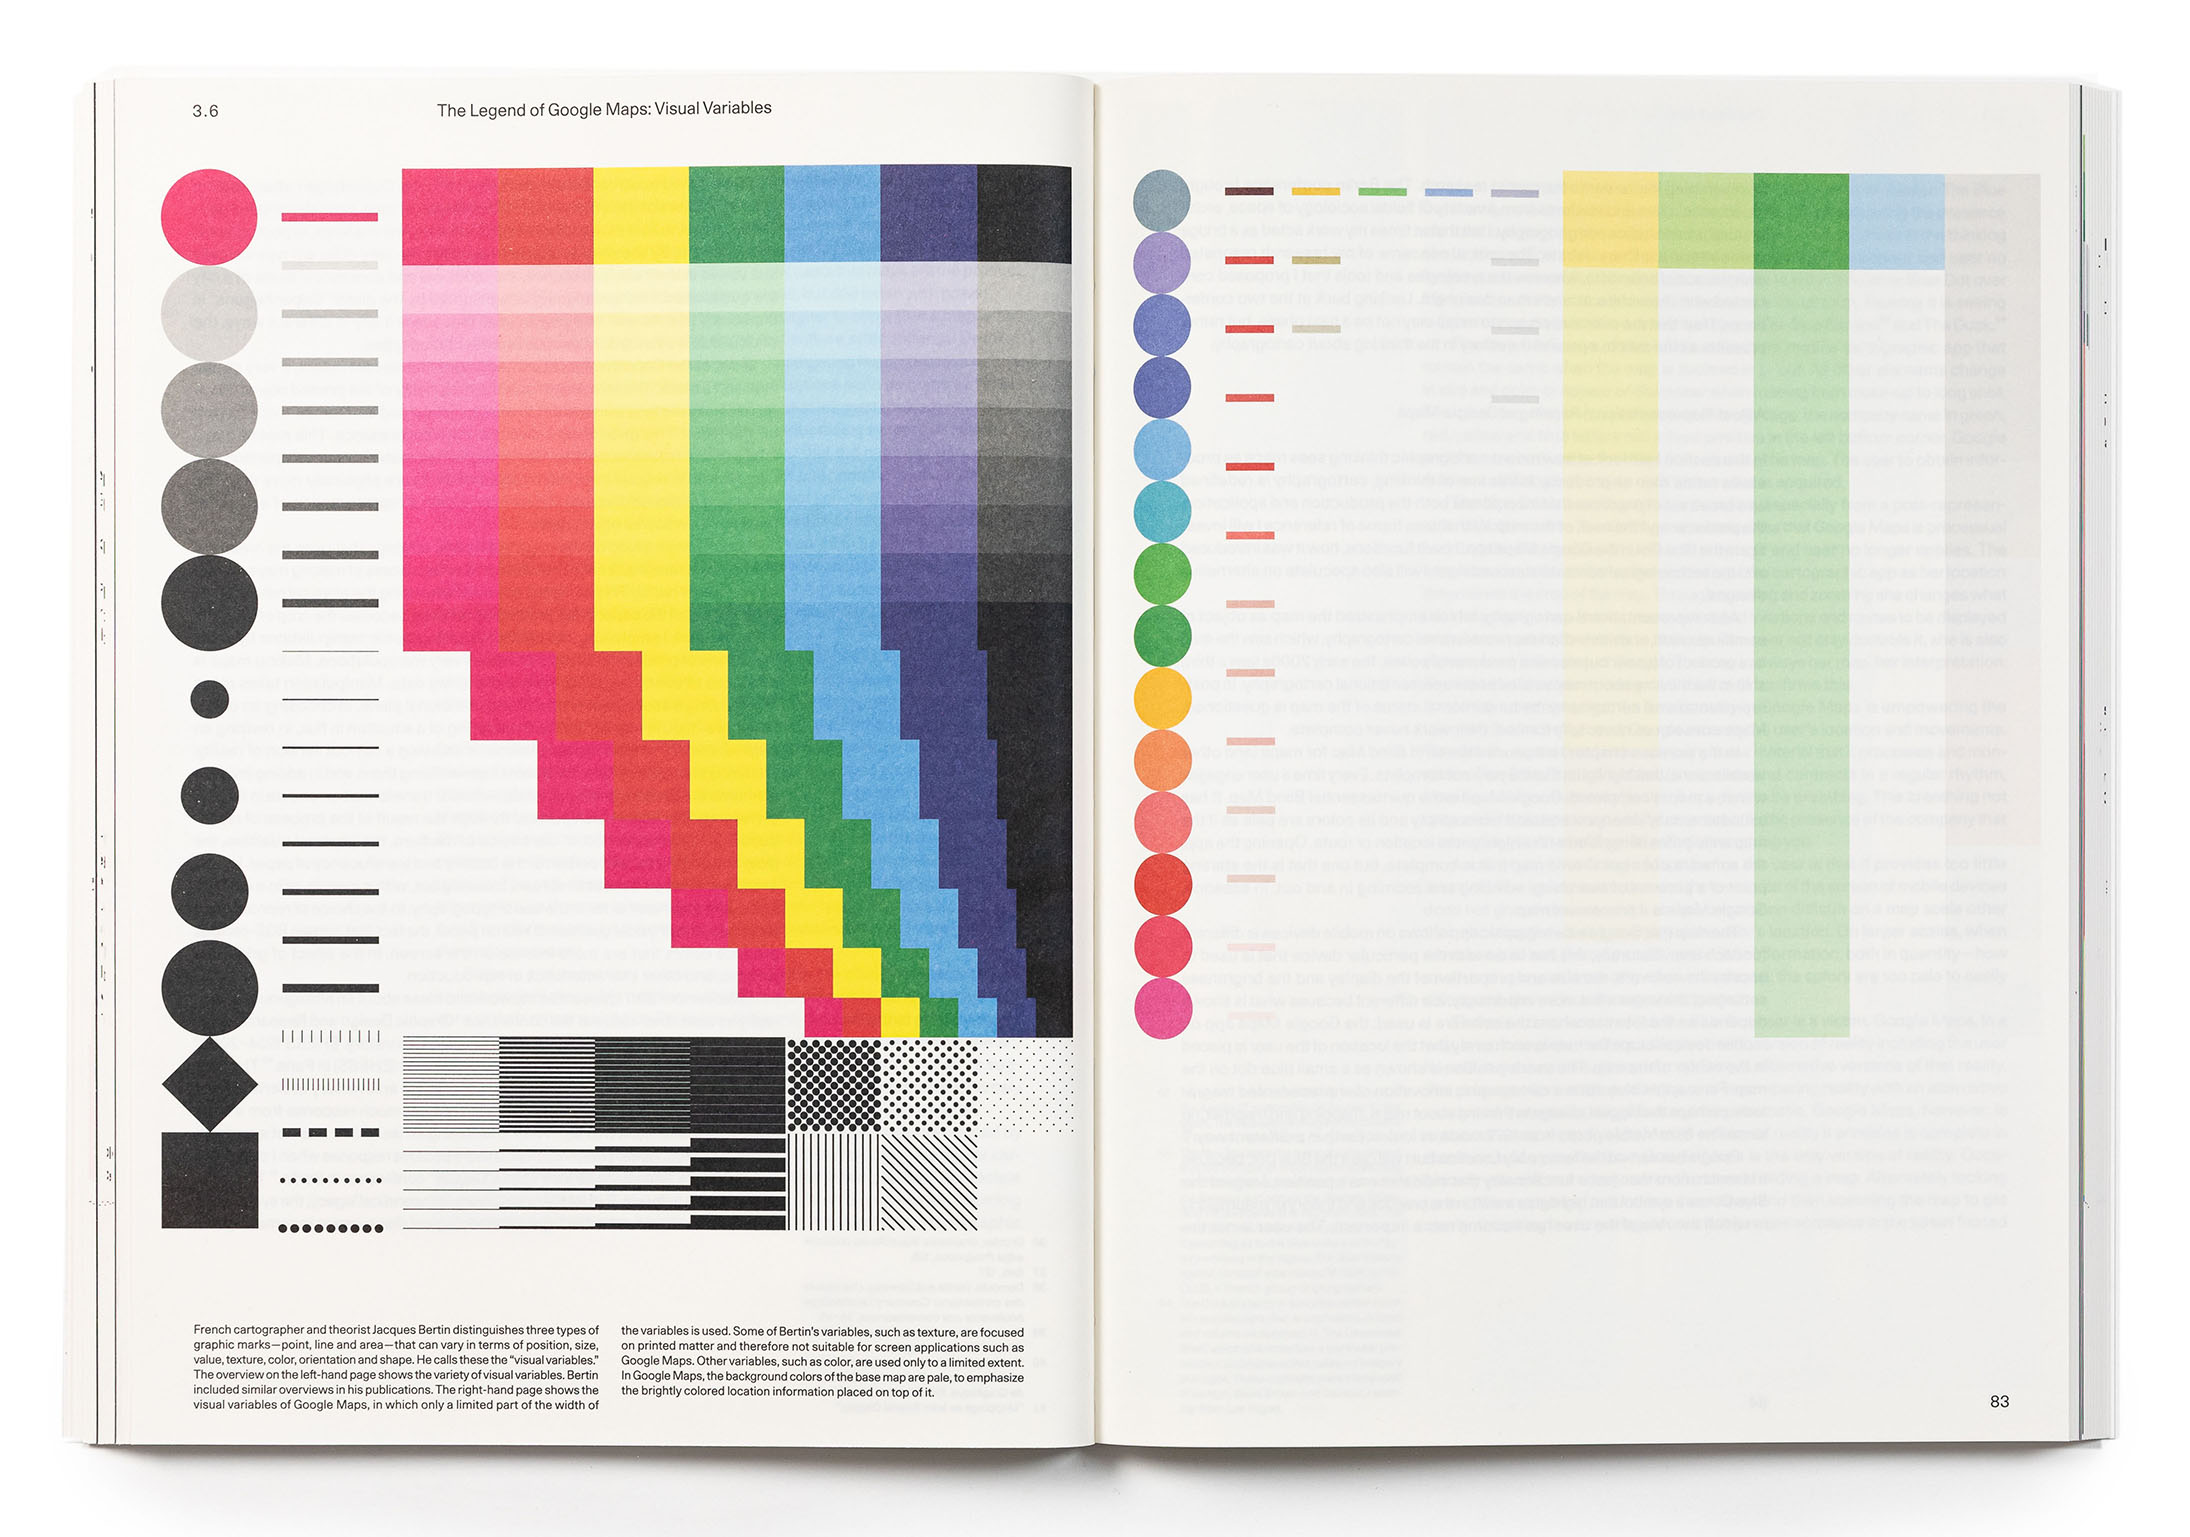 3.6
The Legend of Google Maps: Visual Variables
French cartographer and theorist Jacques Bertin distinguishes three types of
graphic marks—point, line and area—that can vary in terms of position, size,
value, texture, color, orientation and shape. He calls these the “visual variables.”
The overview on the left-hand page shows the variety of visual variables. Bertin
included similar overviews in his publications. The right-hand page shows the
visual variables of Google Maps, in which only a limited part of the width of
the variables is used. Some of Bertin’s variables, such as texture, are focused
on printed matter and therefore not suitable for screen applications such as
Google Maps. Other variables, such as color, are used only to a limited extent.
In Google Maps, the background colors of the base map are pale, to emphasize
the brightly colored location information placed on top of it.
83